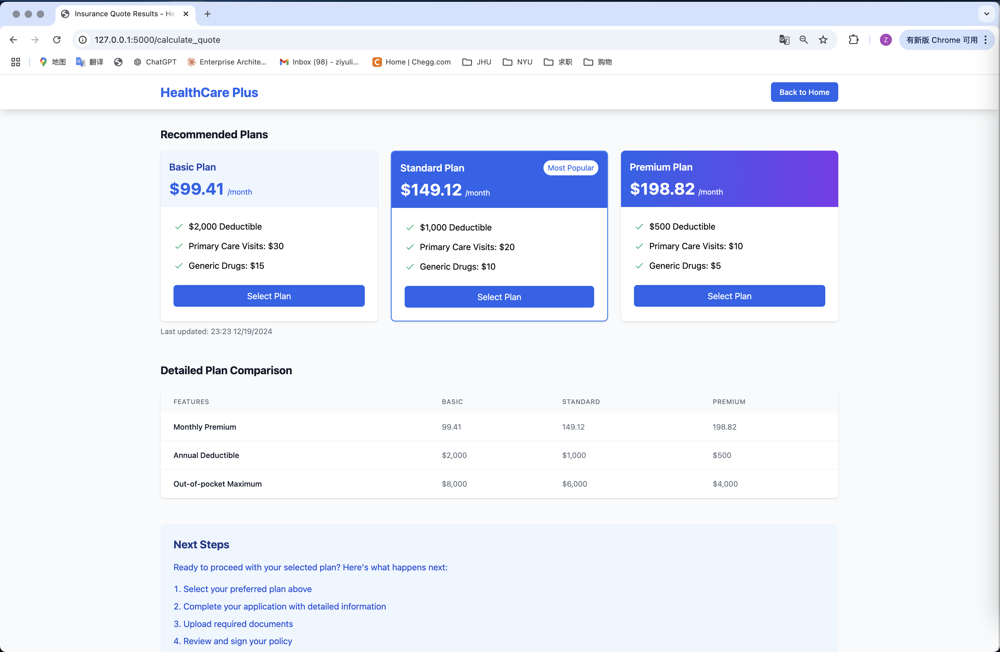 Insurance Quote Results - He
127.0.0.1:5000/calculate_quote
Z
有新版 Chrome 可用
地图
翻译
ChatGPT
Enterprise Archite...
Inbox (98) - ziyuli...
Home | Chegg.com
JHU
NYU
求职
购物
HealthCare Plus
Back to Home
Recommended Plans
Basic Plan
$99.41 /month
$2,000 Deductible
Primary Care Visits: $30
Generic Drugs: $15
Select Plan
Standard Plan
Most Popular
$149.12 /month
$1,000 Deductible
Primary Care Visits: $20
Generic Drugs: $10
Select Plan
Premium Plan
$198.82 /month
$500 Deductible
Primary Care Visits: $10
Generic Drugs: $5
Select Plan
Last updated: 23:23 12/19/2024
Detailed Plan Comparison
FEATURES BASIC STANDARD PREMIUM
Monthly Premium 99.41 149.12 198.82
Annual Deductible $2,000 $1,000 $500
Out-of-pocket Maximum $8,000 $6,000 $4,000
Next Steps
Ready to proceed with your selected plan? Here's what happens next:
1. Select your preferred plan above
2. Complete your application with detailed information
3. Upload required documents
4. Review and sign your policy